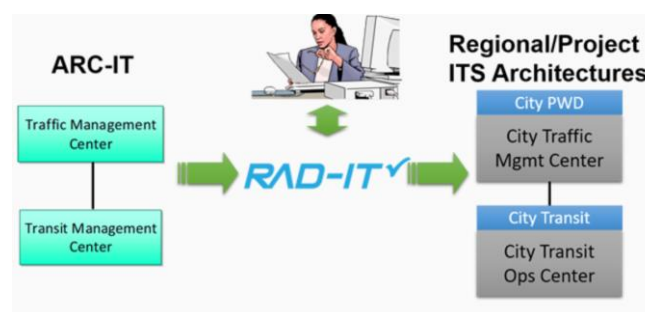 ARC-IT
Traffic Management
Center
Transit Management
Center
RAD-IT
Regional/Project
ITS Architectures
City PWD
City Traffic
Mgmt Center
City Transit
City Transit
Ops Center